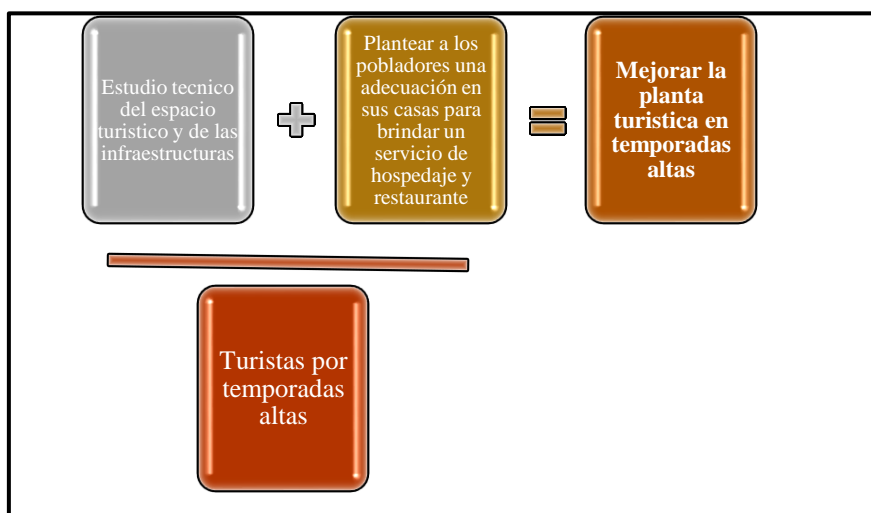 Estudio tecnico
del espacio
turistico y de las
infraestructuras
Plantear a los
pobladores una
adecuación en
sus casas para
brindar un
servicio de
hospedaje y
restaurante
Mejorar la
planta
turistica en
temporadas
altas
Turistas por
temporadas
altas